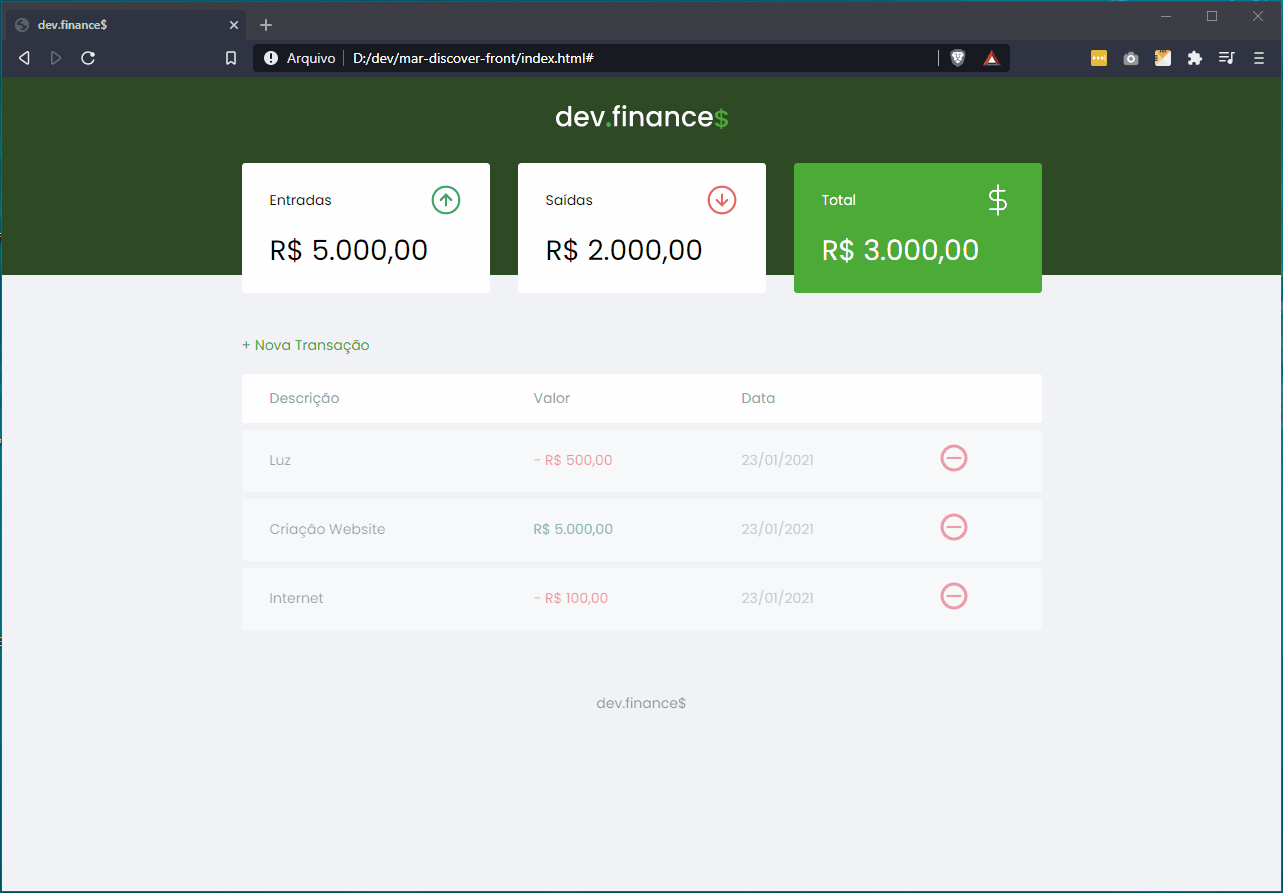 dev.finance$
Arquivo D:/dev/mar-discover-front/index.html#
dev.finance$
Entradas
R$ 5.000,00
Saídas
R$ 2.000,00
Total
$
R$ 3.000,00
+ Nova Transação
Descrição Valor Data
Luz - R$ 500,00 23/01/2021
Criação Website R$ 5.000,00 23/01/2021
Internet - R$ 100,00 23/01/2021
dev.finance$